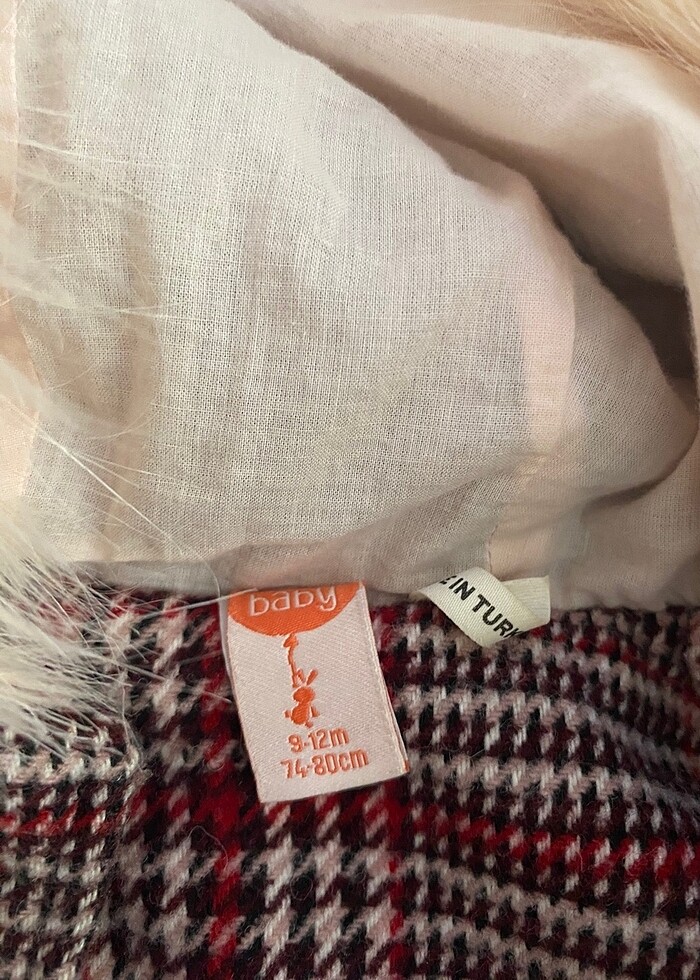 baby
9-12m
74-80cm
E IN TURK